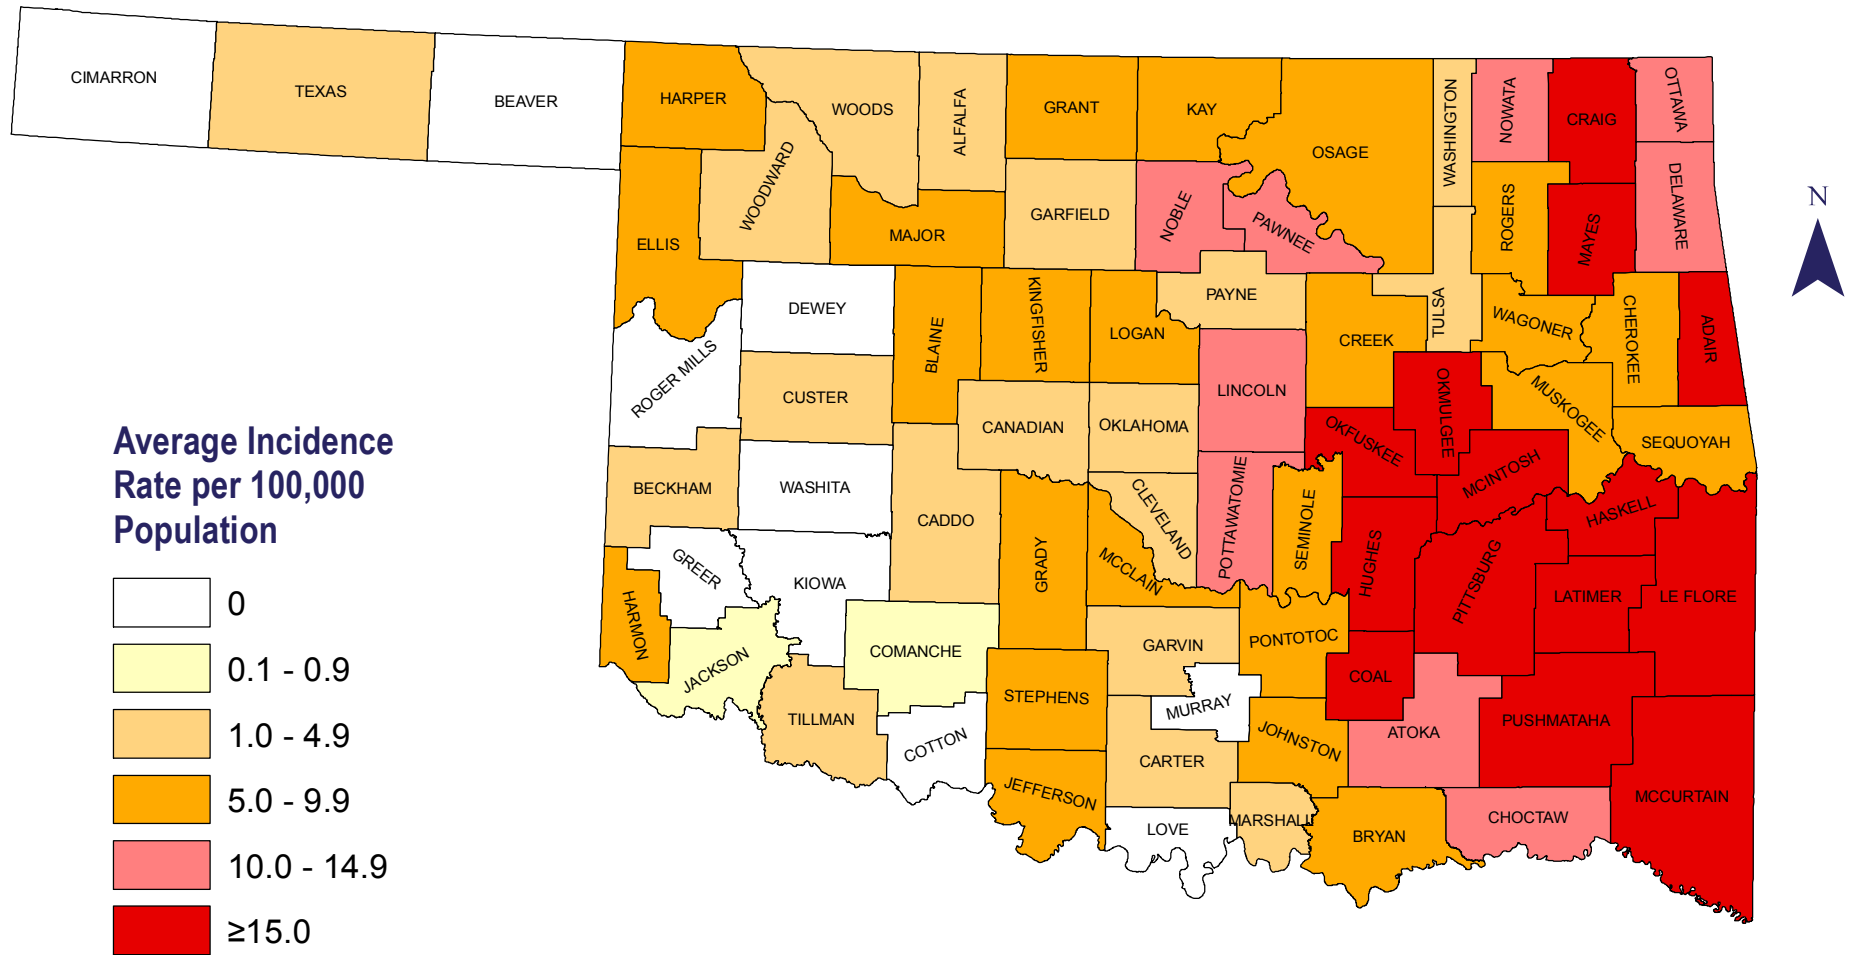 CIMARRON
TEXAS
BEAVER
HARPER
WOODS
ALFALFA
GRANT
KAY
OSAGE
WASHINGTON
NOWATA
CRAIG
OTTAWA
ELLIS
WOODWARD
MAJOR
GARFIELD
NOBLE
PAWNEE
ROGERS
MAYES
DELAWARE
N
DEWEY
BLAINE
KINGFISHER
LOGAN
PAYNE
CREEK
TULSA
WAGONER
CHEROKEE
ADAIR
ROGER MILLS
CUSTER
CANADIAN
OKLAHOMA
LINCOLN
OKFUSKEE
OKMULGEE
MUSKOGEE
SEQUOYAH
Average Incidence
Rate per 100,000
Population
BECKHAM
WASHITA
CADDO
GRADY
CLEVELAND
MCCLAIN
POTTAWATOMIE
SEMINOLE
HUGHES
MCINTOSH
PITTSBURG
HASKELL
LATIMER
LE FLORE
GREER
KIOWA
HARMON
JACKSON
COMANCHE
TILLMAN
COTTON
STEPHENS
GARVIN
MURRAY
PONTOTOC
COAL
JOHNSTON
ATOKA
PUSHMATAHA
MCCURTAIN
JEFFERSON
CARTER
LOVE
MARSHALL
BRYAN
CHOCTAW
0
0.1 - 0.9
1.0 - 4.9
5.0 - 9.9
10.0 - 14.9
≥15.0